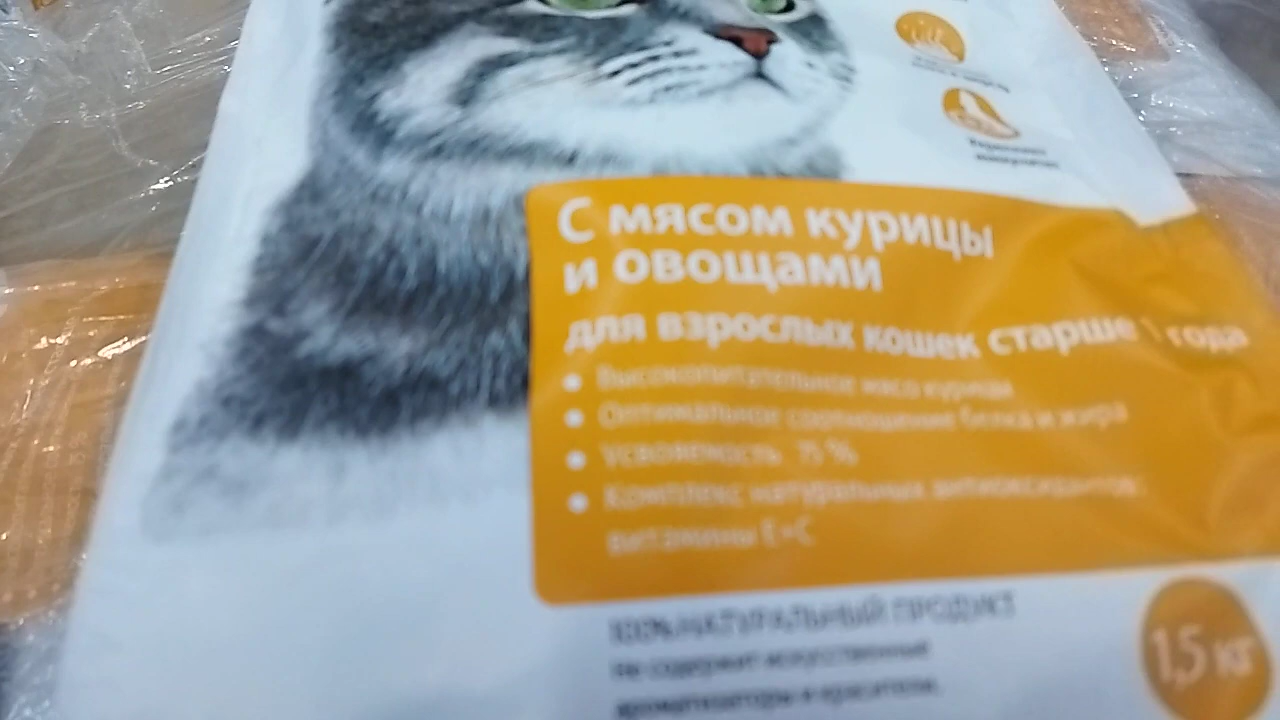 С мясом курицы
и овощами
для взрослых кошек старше 1 года
Высокопитательное мясо курицы
Оптимальное соотношение белка и жира
Усвояемость 75 %
Комплекс натуральных антиоксидантов:
витамины Е+С
100% НАТУРАЛЬНЫЙ ПРОДУКТ
Не содержит искусственные
ароматизаторы и красители.
1,5 кг